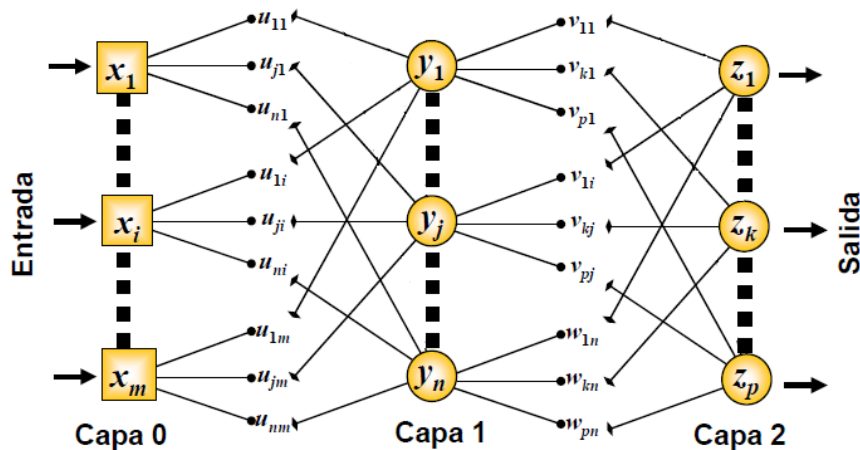 Entrada
x1
xi
xm
Capa 0
u11
uj1
un1
u1i
uji
uni
u1m
ujm
unm
y1
yj
yn
Capa 1
v11
vk1
vp1
v1i
vkj
vpj
w1n
wkn
wpn
z1
zk
zp
Capa 2
Salida